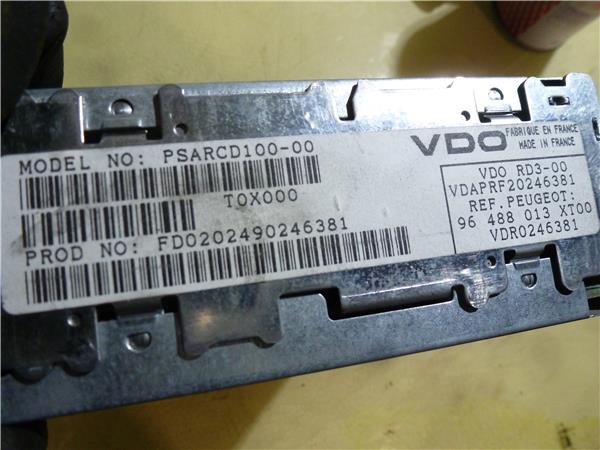 MODEL NO: PSARCD100-00
T0X000
PROD NO: FD0202490246381
VDO
FABRIQUE EN FRANCE
MADE IN FRANCE
VDO RD3-00
VDAPRF20246381
REF.PEUGEOT:
96 488 013 XT00
VDR0246381